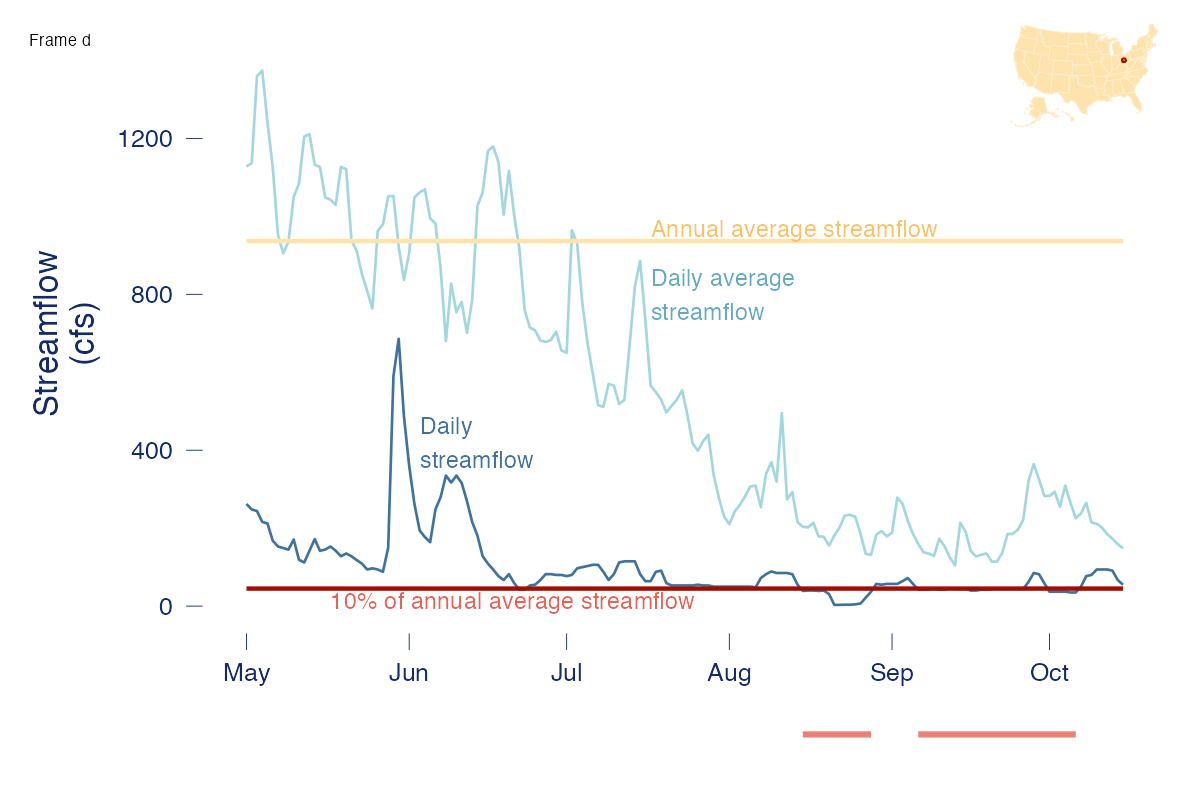 Frame d
1200
Annual average streamflow
Daily average
streamflow
800
Streamflow
(cfs)
Daily
streamflow
400
10% of annual average streamflow
0
May
Jun
Jul
Aug
Sep
Oct